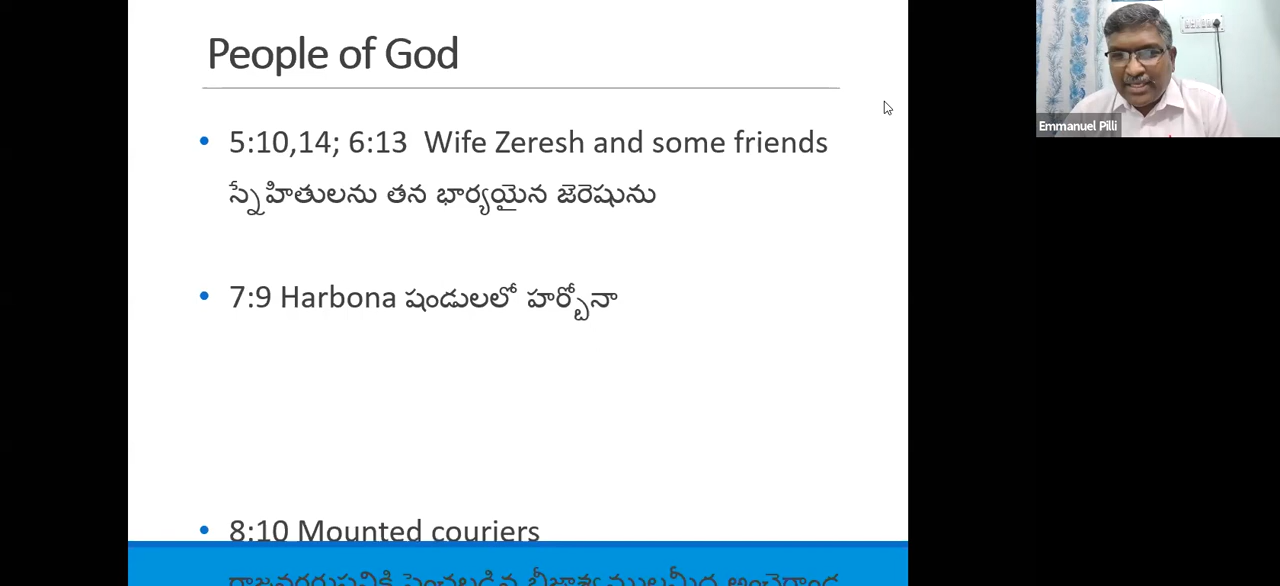 People of God
• 5:10,14; 6:13 Wife Zeresh and some friends
స్నేహితులను తన భార్యయైన జెరెషును
• 7:9 Harbona షండులలో హర్బోనా
• 8:10 Mounted couriers
Emmanuel Pilli